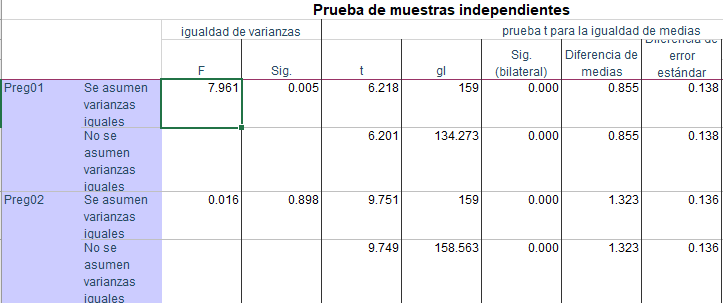 Prueba de muestras independientes
igualdad de varianzas prueba t para la igualdad de medias
F Sig. t gl Sig. (bilateral) Diferencia de medias Diferencia de error estándar
Preg01 Se asumen varianzas iguales 7.961 0.005 6.218 159 0.000 0.855 0.138
No se asumen varianzas iguales 6.201 134.273 0.000 0.855 0.138
Preg02 Se asumen varianzas iguales 0.016 0.898 9.751 159 0.000 1.323 0.136
No se asumen varianzas iguales 9.749 158.563 0.000 1.323 0.136